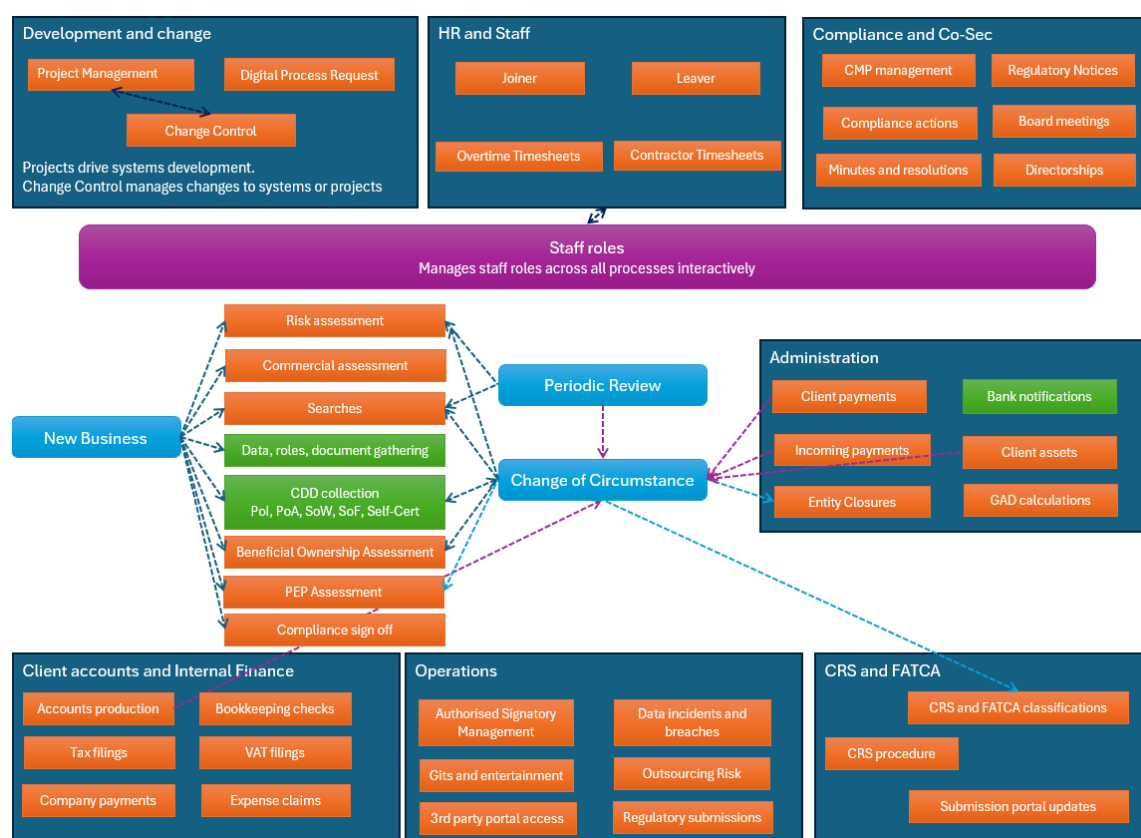 Development and change
Project Management
Digital Process Request
Change Control
Projects drive systems development.
Change Control manages changes to systems or projects
HR and Staff
Joiner
Leaver
Overtime Timesheets
Contractor Timesheets
Compliance and Co-Sec
CMP management
Regulatory Notices
Compliance actions
Board meetings
Minutes and resolutions
Directorships
Staff roles
Manages staff roles across all processes interactively
New Business
Risk assessment
Commercial assessment
Searches
Data, roles, document gathering
CDD collection
PoI, PoA, SoW, SoF, Self-Cert
Beneficial Ownership Assessment
PEP Assessment
Compliance sign off
Periodic Review
Change of Circumstance
Administration
Client payments
Bank notifications
Incoming payments
Client assets
Entity Closures
GAD calculations
Client accounts and Internal Finance
Accounts production
Bookkeeping checks
Tax filings
VAT filings
Company payments
Expense claims
Operations
Authorised Signatory
Management
Data incidents and
breaches
Gits and entertainment
Outsourcing Risk
3rd party portal access
Regulatory submissions
CRS and FATCA
CRS and FATCA classifications
CRS procedure
Submission portal updates